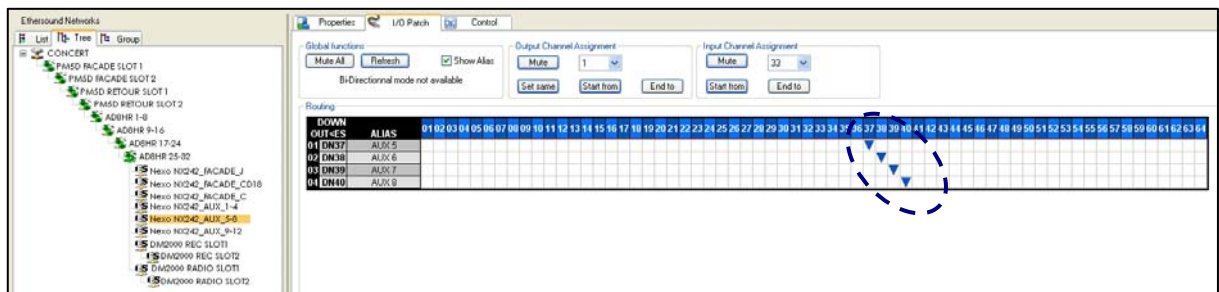 Ethersound Networks
List Tree Group
CONCERT
PM5D FACADE SLOT 1
PM5D FACADE SLOT 2
PM5D RETOUR SLOT 1
PM5D RETOUR SLOT 2
AD8HR 1-8
AD8HR 9-16
AD8HR 17-24
AD8HR 25-32
Nexo NX242_FACADE_J
Nexo NX242_FACADE_CD18
Nexo NX242_FACADE_C
Nexo NX242_AUX_1-4
Nexo NX242_AUX_5-8
Nexo NX242_AUX_9-12
DM2000 REC SLOT1
DM2000 REC SLOT2
DM2000 RADIO SLOT1
DM2000 RADIO SLOT2
Properties I/O Patch Control
Global functions
Mute All Refresh Show Alias
Bi-Directionnal mode not available
Output Channel Assignment
Mute 1
Set same Start from End to
Input Channel Assignment
Mute 33
Start from End to
Routing
DOWN
OUT<ES ALIAS 01 02 03 04 05 06 07 08 09 10 11 12 13 14 15 16 17 18 19 20 21 22 23 24 25 26 27 28 29 30 31 32 33 34 35 36 37 38 39 40 41 42 43 44 45 46 47 48 49 50 51 52 53 54 55 56 57 58 59 60 61 62 63 64
01 DN37 AUX 5
02 DN38 AUX 6
03 DN39 AUX 7
04 DN40 AUX 8